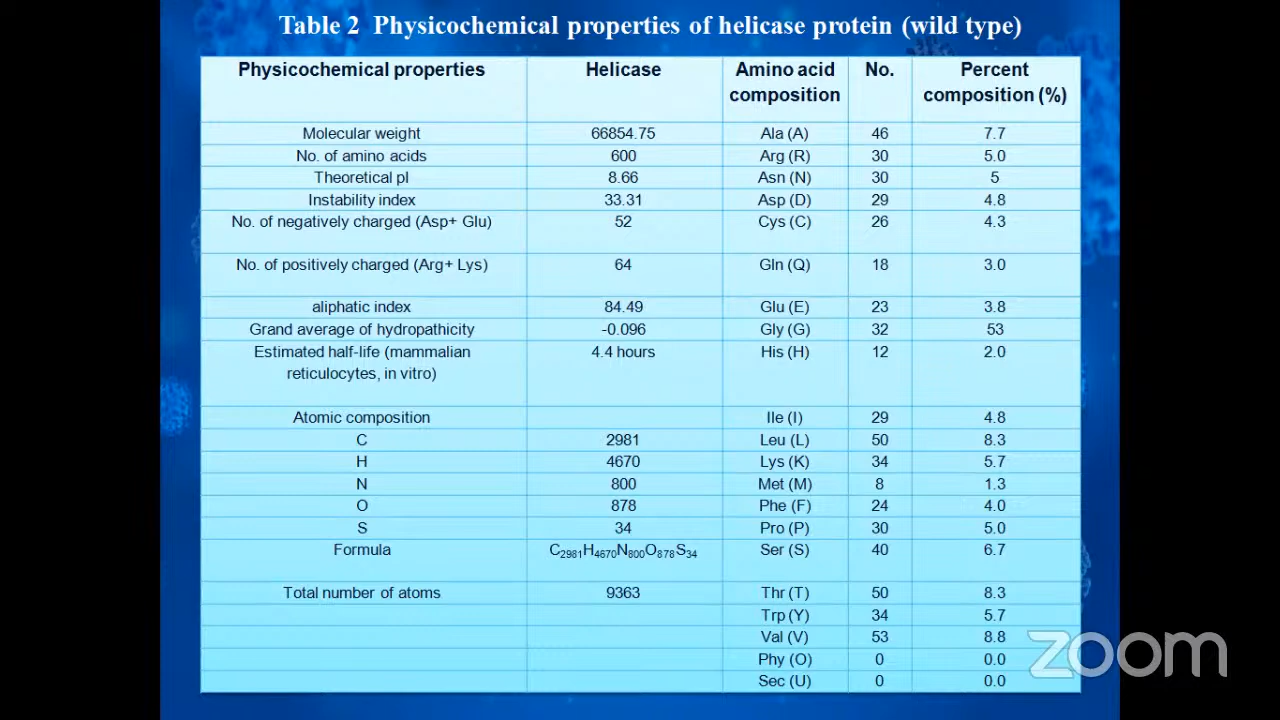 Table 2 Physicochemical properties of helicase protein (wild type)
Physicochemical properties Helicase Amino acid composition No. Percent composition (%)
Molecular weight 66854.75 Ala (A) 46 7.7
No. of amino acids 600 Arg (R) 30 5.0
Theoretical pI 8.66 Asn (N) 30 5
Instability index 33.31 Asp (D) 29 4.8
No. of negatively charged (Asp+ Glu) 52 Cys (C) 26 4.3
No. of positively charged (Arg+ Lys) 64 Gln (Q) 18 3.0
aliphatic index 84.49 Glu (E) 23 3.8
Grand average of hydropathicity -0.096 Gly (G) 32 53
Estimated half-life (mammalian reticulocytes, in vitro) 4.4 hours His (H) 12 2.0
Atomic composition Ile (I) 29 4.8
C 2981 Leu (L) 50 8.3
H 4670 Lys (K) 34 5.7
N 800 Met (M) 8 1.3
O 878 Phe (F) 24 4.0
S 34 Pro (P) 30 5.0
Formula C2981H4670N800O878S34 Ser (S) 40 6.7
Total number of atoms 9363 Thr (T) 50 8.3
Trp (Y) 34 5.7
Val (V) 53 8.8
Phy (O) 0 0.0
Sec (U) 0 0.0
zoom